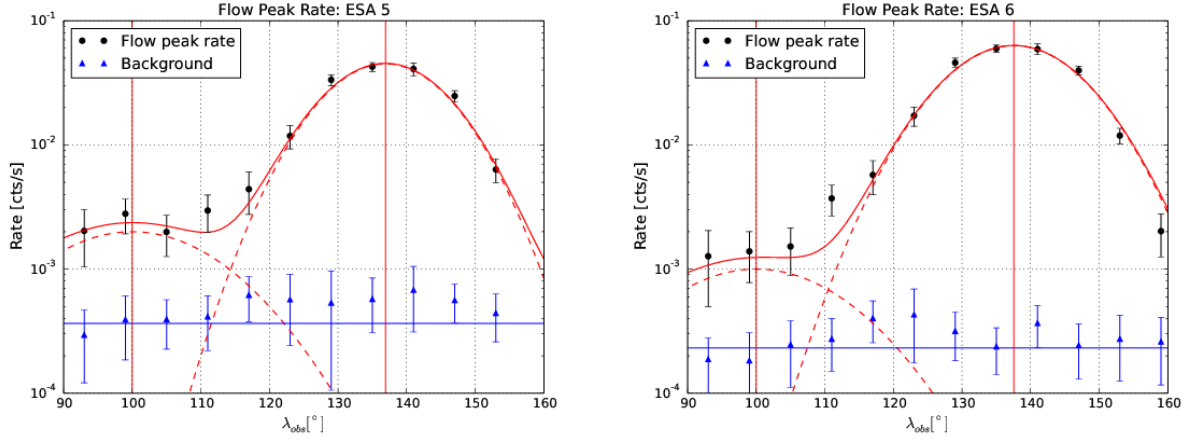 Flow Peak Rate: ESA 5
10⁻¹
Flow peak rate
Background
10⁻²
Rate [cts/s]
10⁻³
10⁻⁴
90 100 110 120 130 140 150 160
λobs[°]
Flow Peak Rate: ESA 6
10⁻¹
Flow peak rate
Background
10⁻²
Rate [cts/s]
10⁻³
10⁻⁴
90 100 110 120 130 140 150 160
λobs[°]